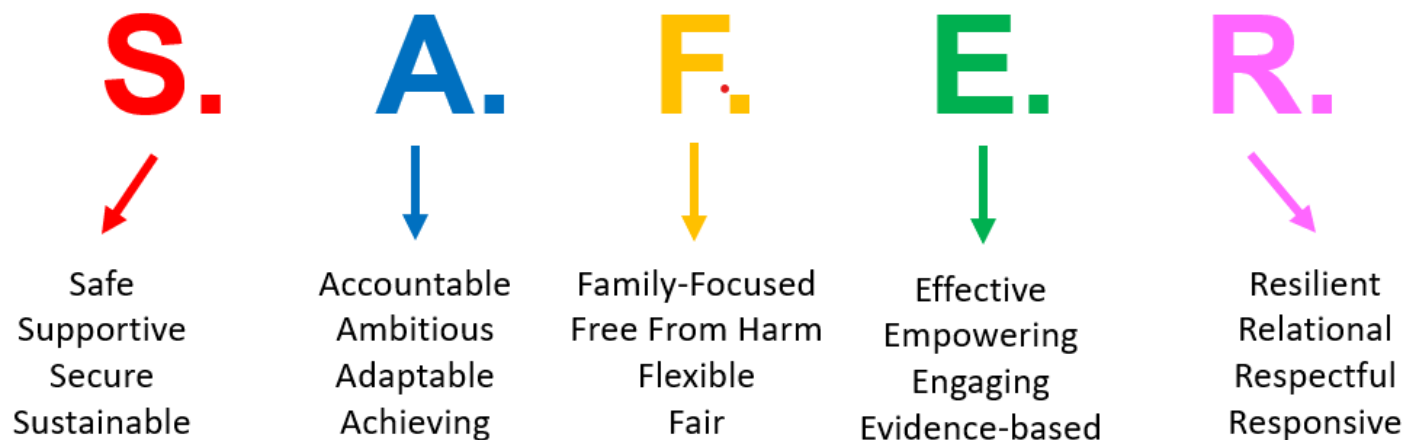 S. A. F. E. R.
Safe
Supportive
Secure
Sustainable
Accountable
Ambitious
Adaptable
Achieving
Family-Focused
Free From Harm
Flexible
Fair
Effective
Empowering
Engaging
Evidence-based
Resilient
Relational
Respectful
Responsive